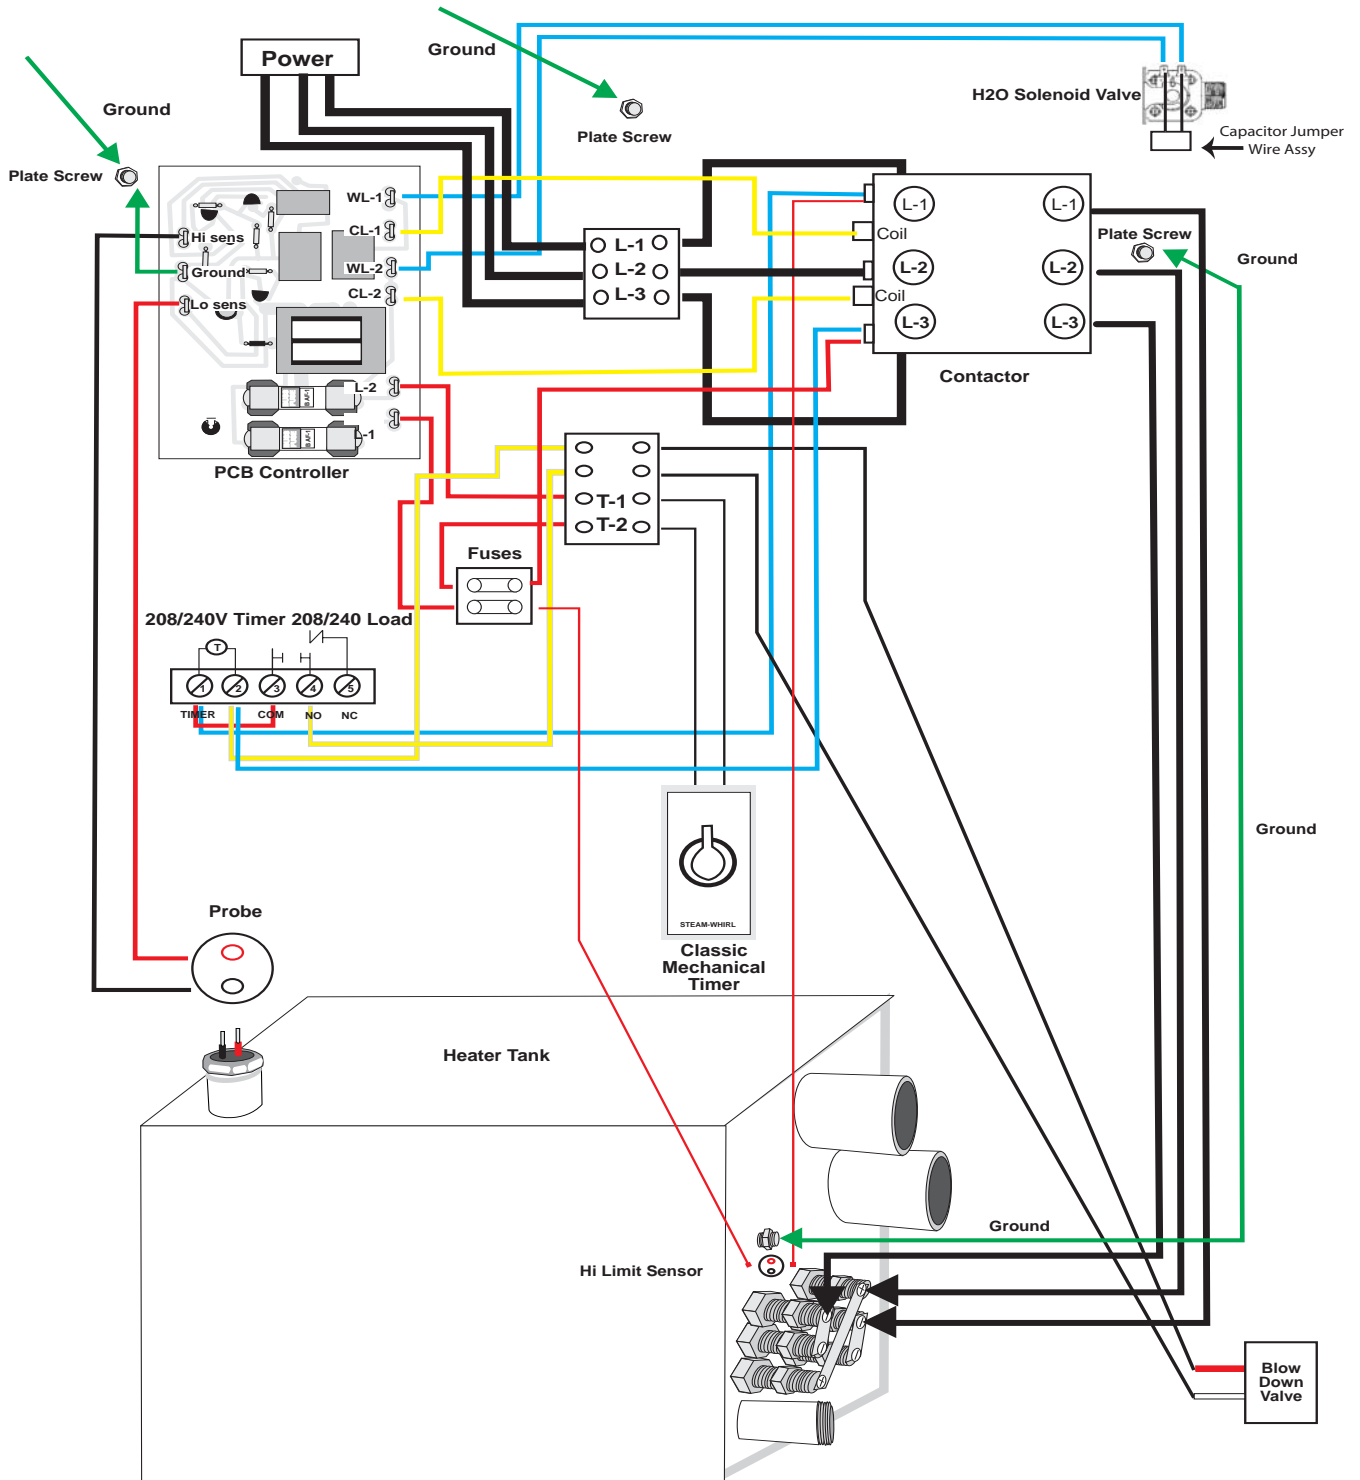 Ground
Power
H2O Solenoid Valve
Capacitor Jumper
Wire Assy
Ground
Plate Screw
Plate Screw
WL-1
CL-1
WL-2
CL-2
Hi sens
Ground
Lo sens
L-2
-1
PCB Controller
L-1
L-2
L-3
L-1
Coil
L-2
Coil
L-3
L-1
L-2
L-3
Contactor
Plate Screw
Ground
T-1
T-2
Fuses
208/240V Timer 208/240 Load
T
1
2
3
4
5
TIMER
COM
NO
NC
STEAM-WHIRL
Classic
Mechanical
Timer
Ground
Probe
Heater Tank
Ground
Hi Limit Sensor
Blow
Down
Valve